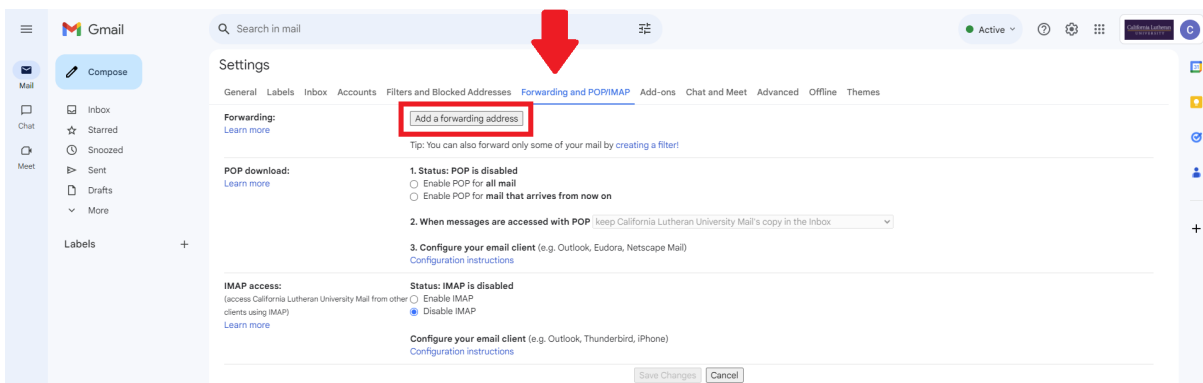 Gmail
Search in mail
Active
California Lutheran
UNIVERSITY
C
Mail
Chat
Meet
Compose
Inbox
Starred
Snoozed
Sent
Drafts
More
Labels
Settings
General Labels Inbox Accounts Filters and Blocked Addresses Forwarding and POP/IMAP Add-ons Chat and Meet Advanced Offline Themes
Forwarding:
Learn more
Add a forwarding address
Tip: You can also forward only some of your mail by creating a filter!
POP download:
Learn more
1. Status: POP is disabled
Enable POP for all mail
Enable POP for mail that arrives from now on
2. When messages are accessed with POP keep California Lutheran University Mail's copy in the Inbox
3. Configure your email client (e.g. Outlook, Eudora, Netscape Mail)
Configuration instructions
IMAP access:
(access California Lutheran University Mail from other
clients using IMAP)
Learn more
Status: IMAP is disabled
Enable IMAP
Disable IMAP
Configure your email client (e.g. Outlook, Thunderbird, iPhone)
Configuration instructions
Save Changes Cancel